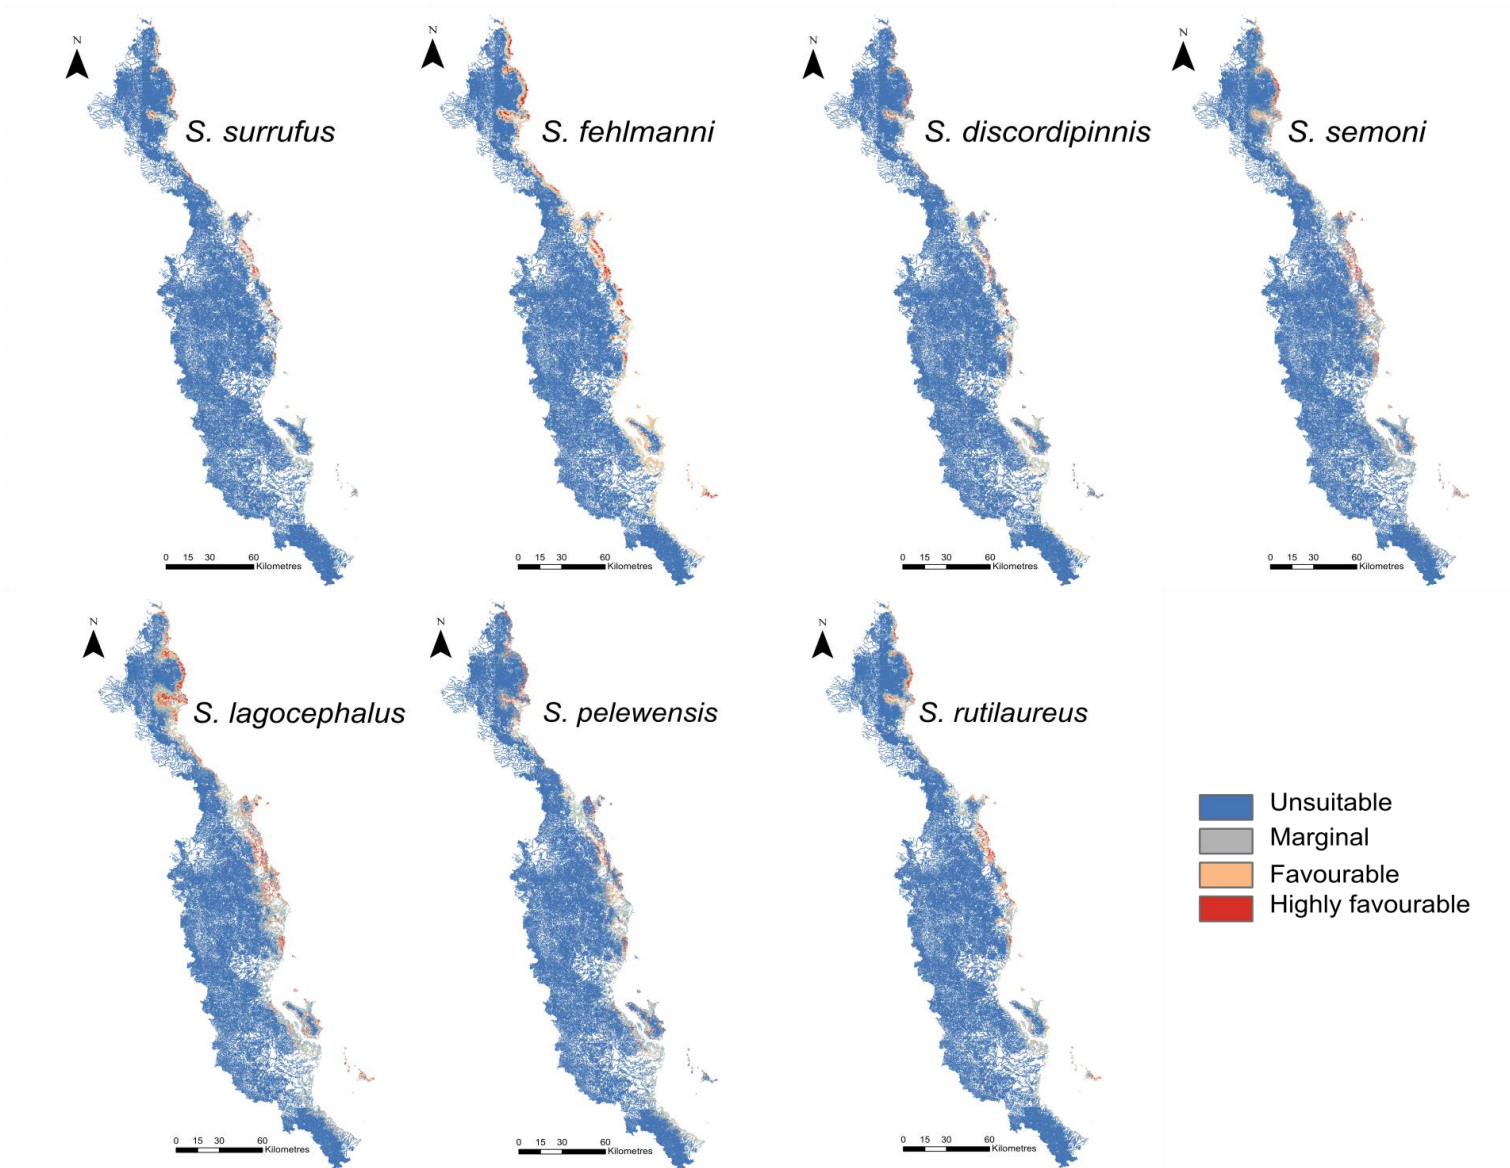 N
N
N
N
S. surrufus
S. fehlmanni
S. discordipinnis
S. semoni
0 15 30 60
Kilometres
0 15 30 60
Kilometres
0 15 30 60
Kilometres
0 15 30 60
Kilometres
N
N
N
S. lagocephalus
S. pelewensis
S. rutilaureus
Unsuitable
Marginal
Favourable
Highly favourable
0 15 30 60
Kilometres
0 15 30 60
Kilometres
0 15 30 60
Kilometres